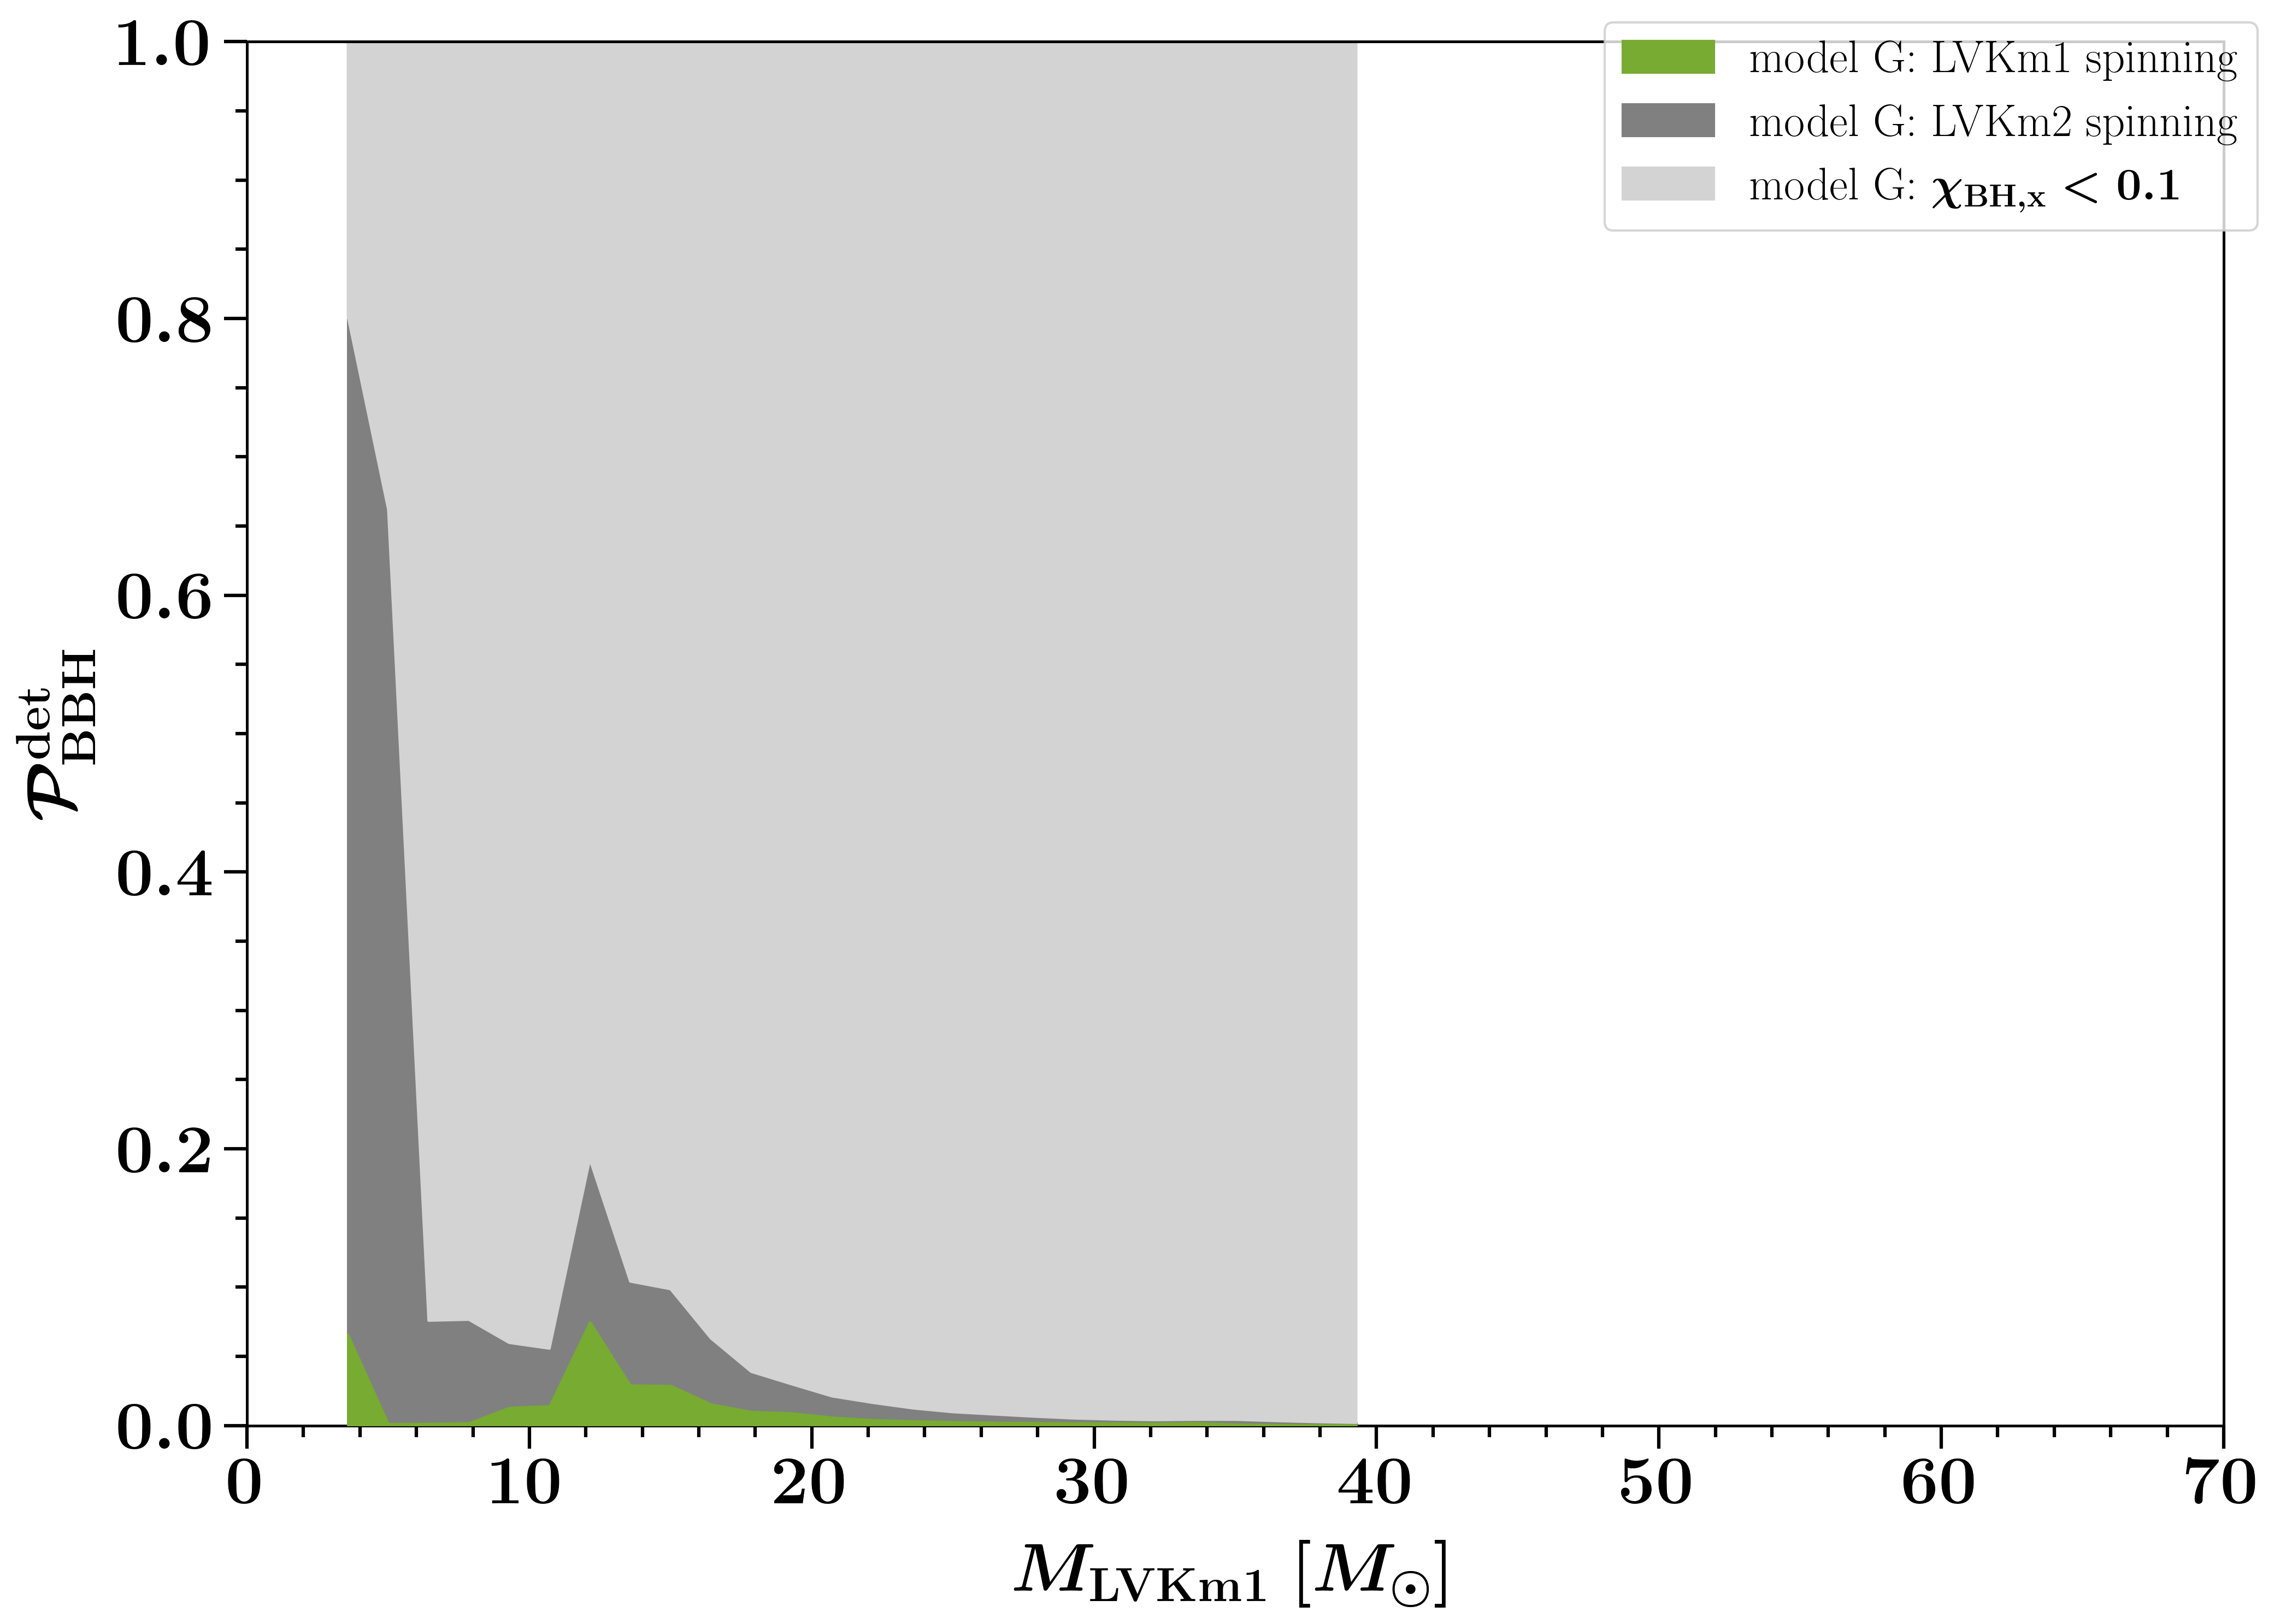 model G: LVKm1 spinning
model G: LVKm2 spinning
model G: χBH,x < 0.1
1.0
0.8
0.6
0.4
0.2
0.0
𝒫detBBH
0 10 20 30 40 50 60 70
MLVKm1 [M⊙]